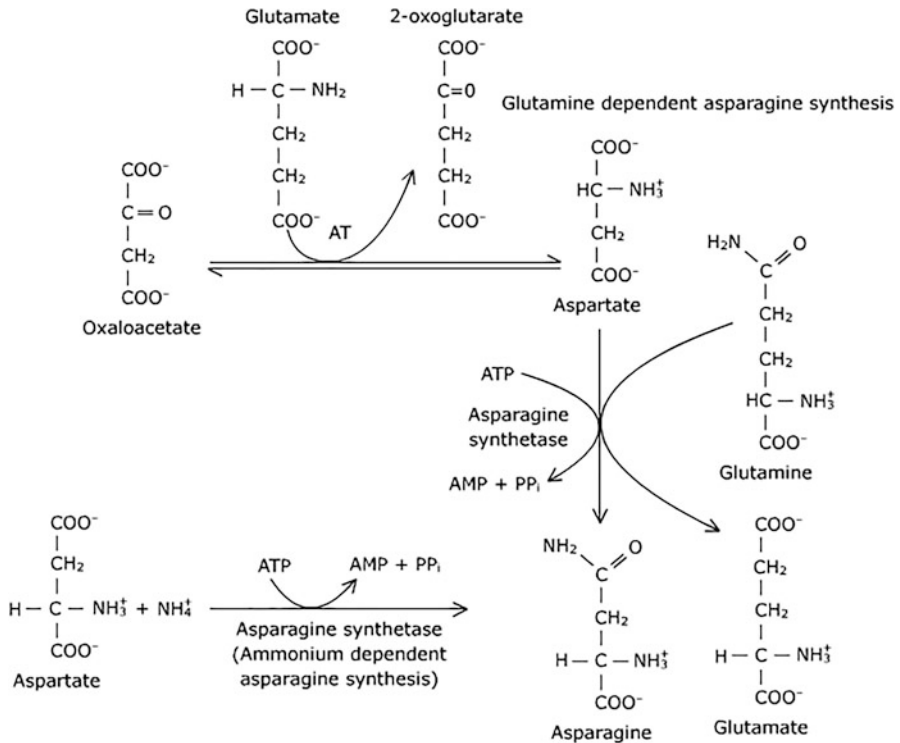 Glutamate
COO⁻
H — C — NH₂
CH₂
CH₂
COO⁻
2-oxoglutarate
COO⁻
C=0
CH₂
CH₂
COO⁻
Glutamine dependent asparagine synthesis
COO⁻
C=O
CH₂
COO⁻
Oxaloacetate
AT
COO⁻
HC — NH₃⁺
CH₂
COO⁻
Aspartate
H₂N
O
C
CH₂
CH₂
HC — NH₃⁺
COO⁻
Glutamine
ATP
Asparagine
synthetase
AMP + PPᵢ
COO⁻
CH₂
H — C — NH₃⁺ + NH₄⁺
COO⁻
Aspartate
ATP
AMP + PPᵢ
Asparagine synthetase
(Ammonium dependent
asparagine synthesis)
NH₂
O
C
CH₂
H — C — NH₃⁺
COO⁻
Asparagine
COO⁻
CH₂
CH₂
H — C — NH₃⁺
COO⁻
Glutamate